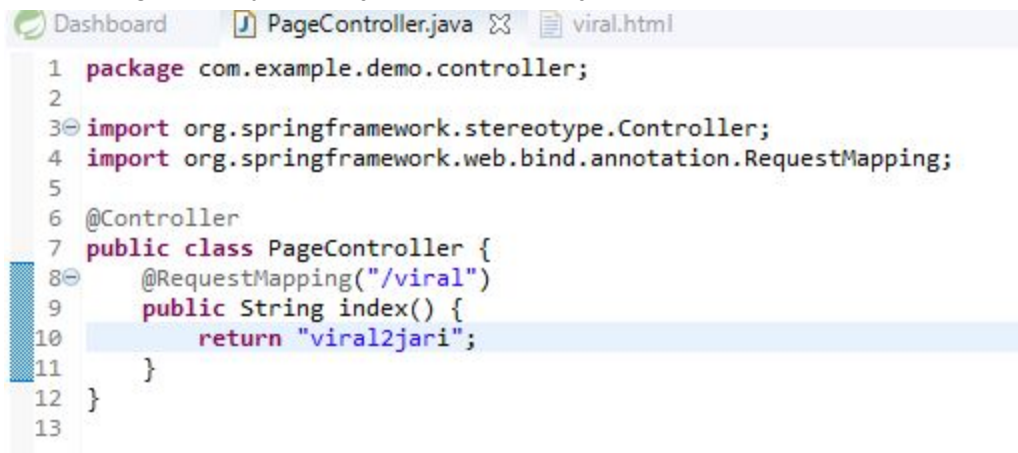 Dashboard PageController.java viral.html
1 package com.example.demo.controller;
2
3 import org.springframework.stereotype.Controller;
4 import org.springframework.web.bind.annotation.RequestMapping;
5
6 @Controller
7 public class PageController {
8 @RequestMapping("/viral")
9 public String index() {
10 return "viral2jari";
11 }
12 }
13